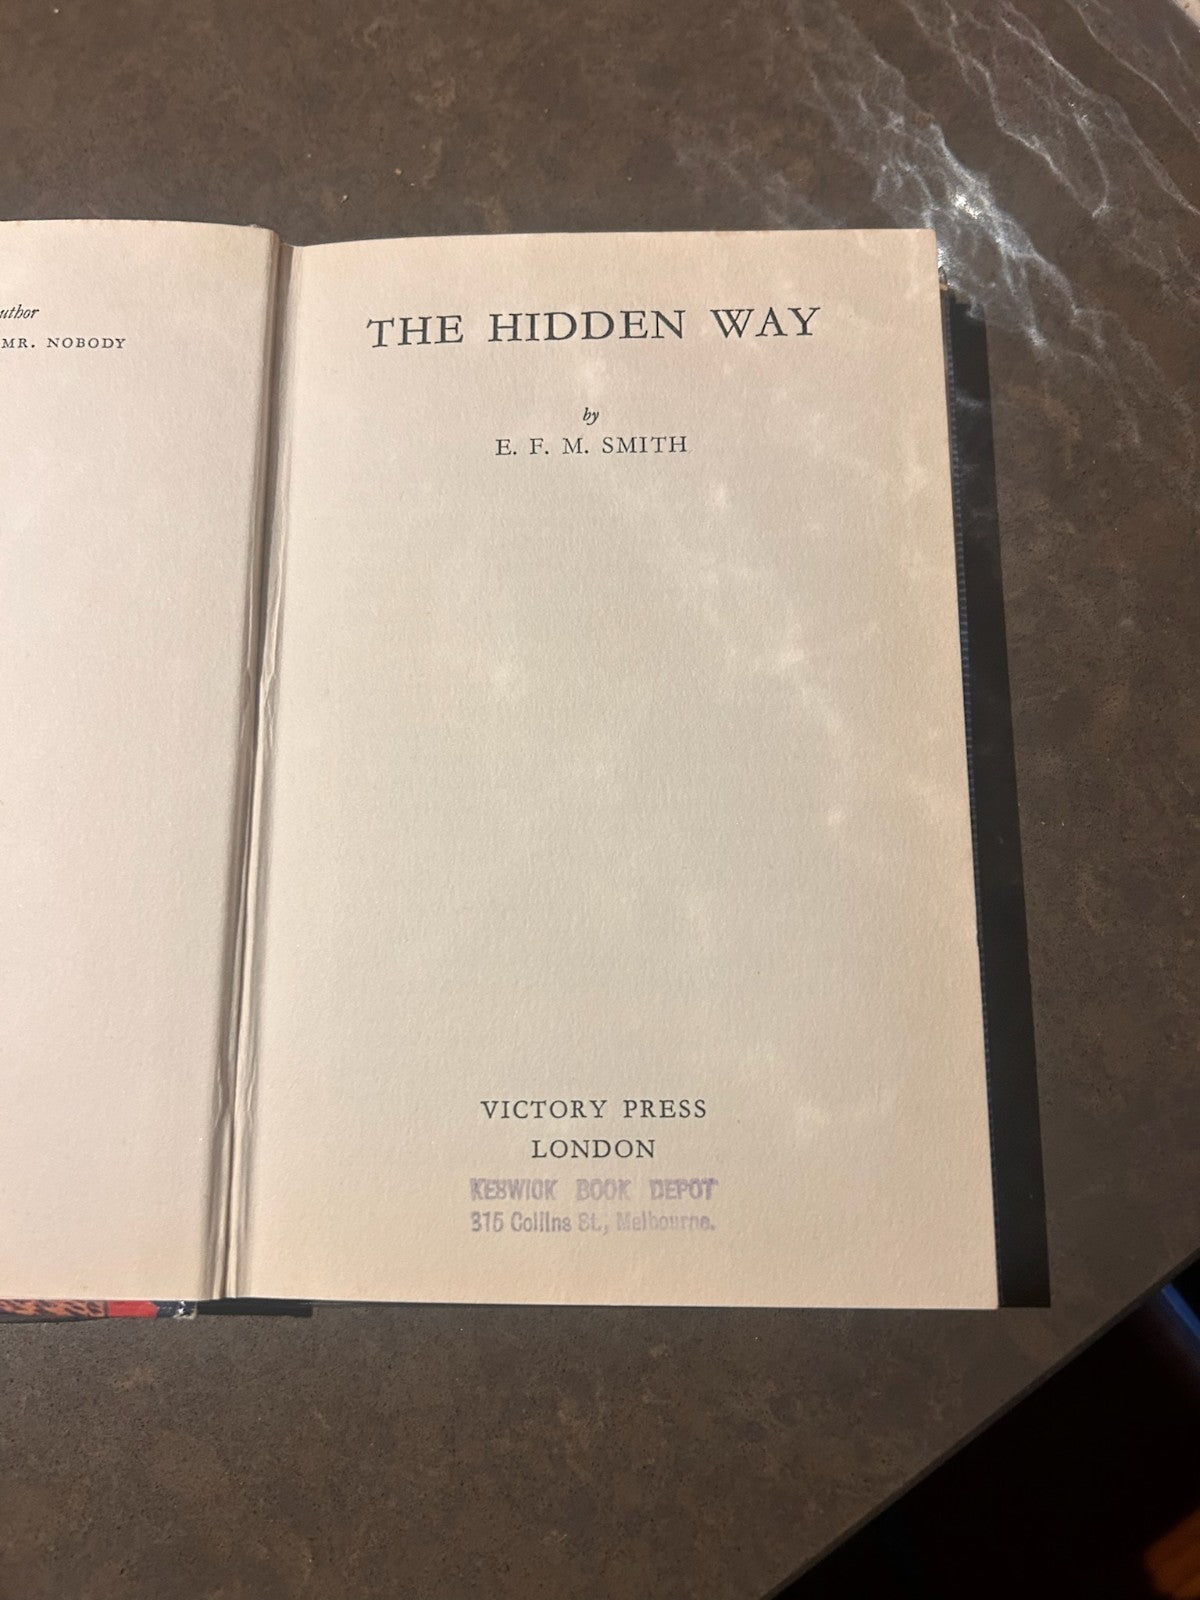 uthor
MR. NOBODY
THE HIDDEN WAY
by
E. F. M. SMITH
VICTORY PRESS
LONDON
KESWICK BOOK DEPOT
315 Collins St., Melbourne.